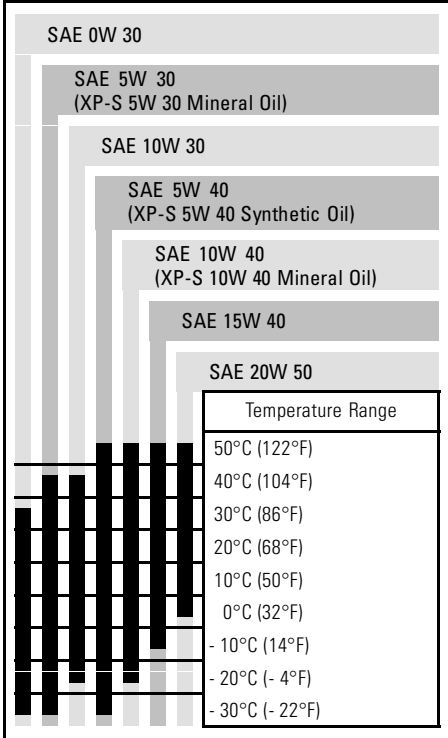 SAE 0W 30
SAE 5W 30
(XP-S 5W 30 Mineral Oil)
SAE 10W 30
SAE 5W 40
(XP-S 5W 40 Synthetic Oil)
SAE 10W 40
(XP-S 10W 40 Mineral Oil)
SAE 15W 40
SAE 20W 50
Temperature Range
50°C (122°F)
40°C (104°F)
30°C (86°F)
20°C (68°F)
10°C (50°F)
0°C (32°F)
- 10°C (14°F)
- 20°C (- 4°F)
- 30°C (- 22°F)